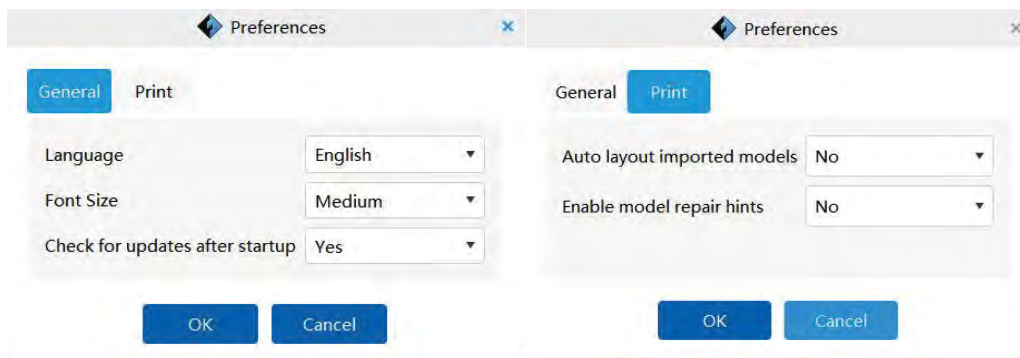 Preferences
General Print
Language English
Font Size Medium
Check for updates after startup Yes
OK Cancel
Preferences
General Print
Auto layout imported models No
Enable model repair hints No
OK Cancel